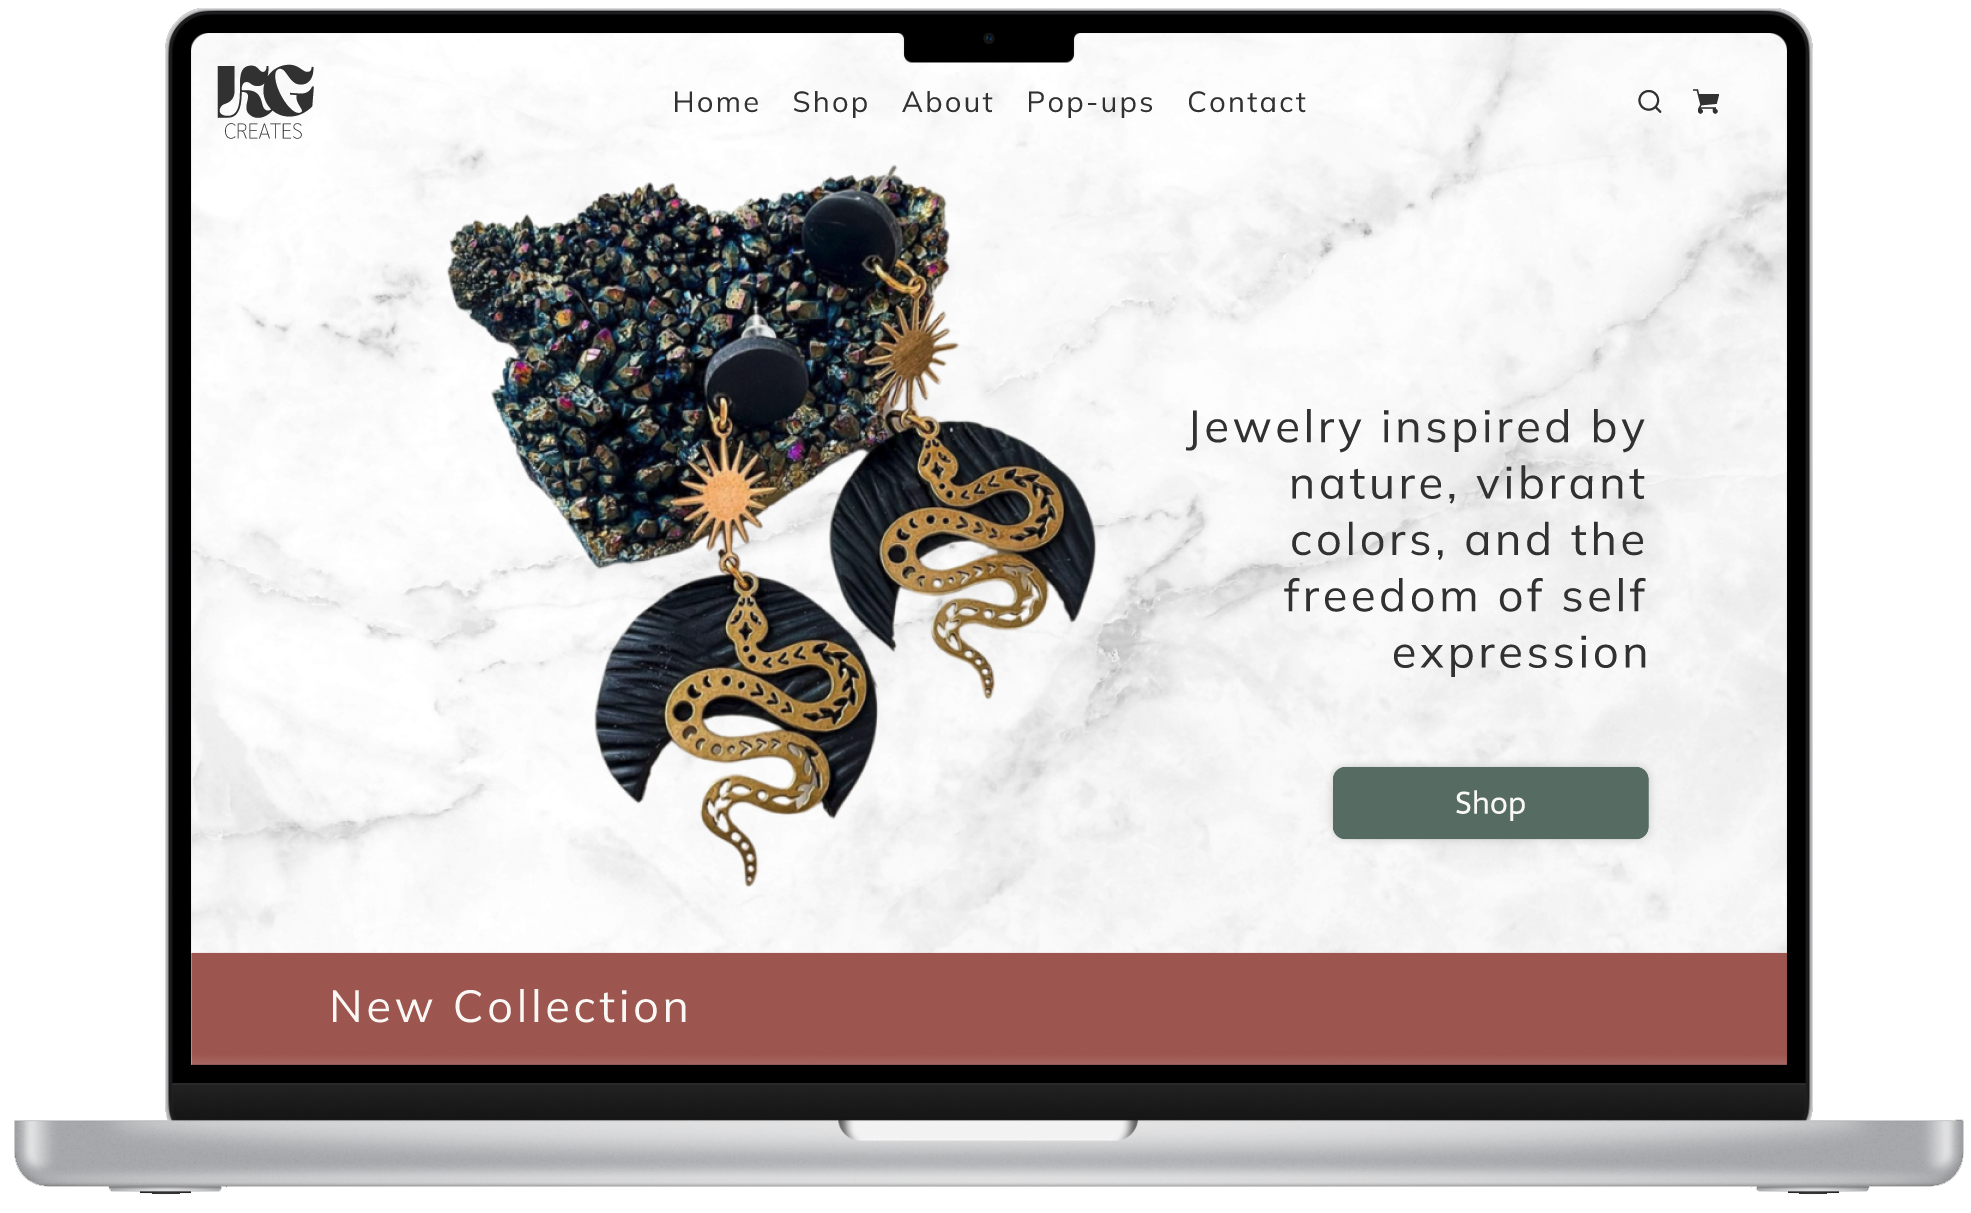 JKG
CREATES
Home Shop About Pop-ups Contact
Jewelry inspired by
nature, vibrant
colors, and the
freedom of self
expression
Shop
New Collection